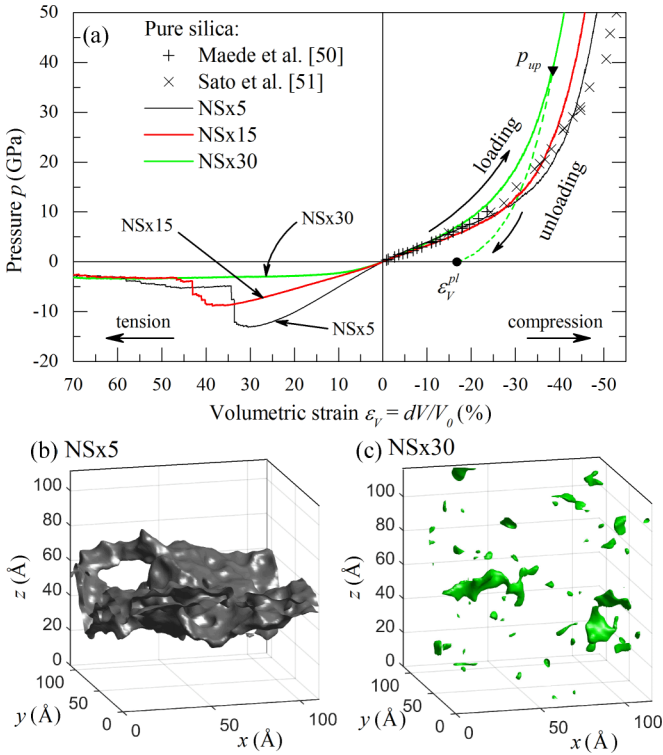 (a)
Pure silica:
Maede et al. [50]
Sato et al. [51]
NSx5
NSx15
NSx30
p_up
loading
unloading
ε_V^pl
NSx15
NSx30
NSx5
tension
compression
Pressure p (GPa)
50
40
30
20
10
0
-10
-20
70 60 50 40 30 20 10 0 -10 -20 -30 -40 -50
Volumetric strain ε_V = dV/V_0 (%)
(b) NSx5
z (Å)
100
80
60
40
20
0
y (Å)
100
50
0
x (Å)
0 50 100
(c) NSx30
z (Å)
100
80
60
40
20
0
y (Å)
100
50
0
x (Å)
0 50 100